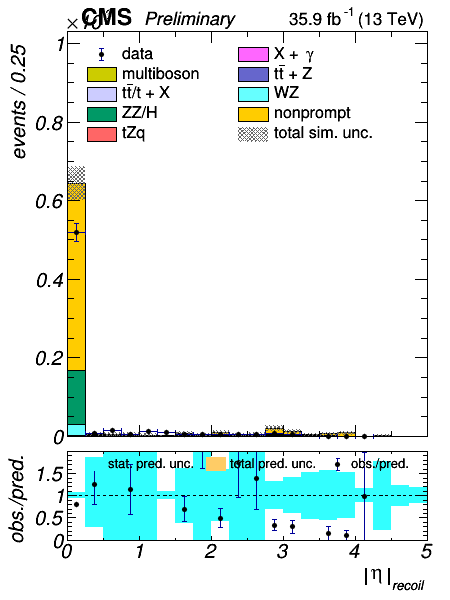 CMS Preliminary 35.9 fb⁻¹ (13 TeV)
events / 0.25
1
0.8
0.6
0.4
0.2
0
data
multiboson
tt̄/t + X
ZZ/H
tZq
X + γ
tt̄ + Z
WZ
nonprompt
total sim. unc.
obs./pred.
1.5
1
0.5
0
stat. pred. unc. total pred. unc. obs./pred.
0 1 2 3 4 5
|η|recoil